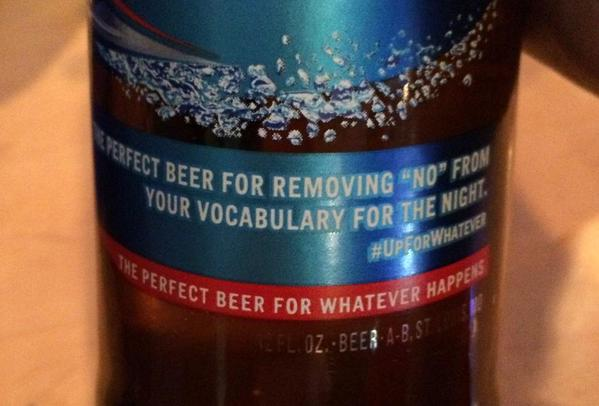 PERFECT BEER FOR REMOVING “NO” FROM
YOUR VOCABULARY FOR THE NIGHT.
#UPFORWHATEVER
THE PERFECT BEER FOR WHATEVER HAPPENS.
FL. OZ. · BEER · A-B, ST.